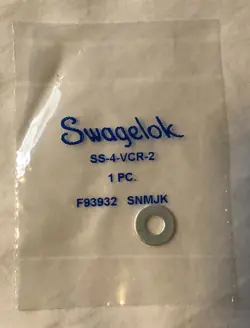 Swagelok
SS-4-VCR-2
1 PC.
F93932 SNMJK